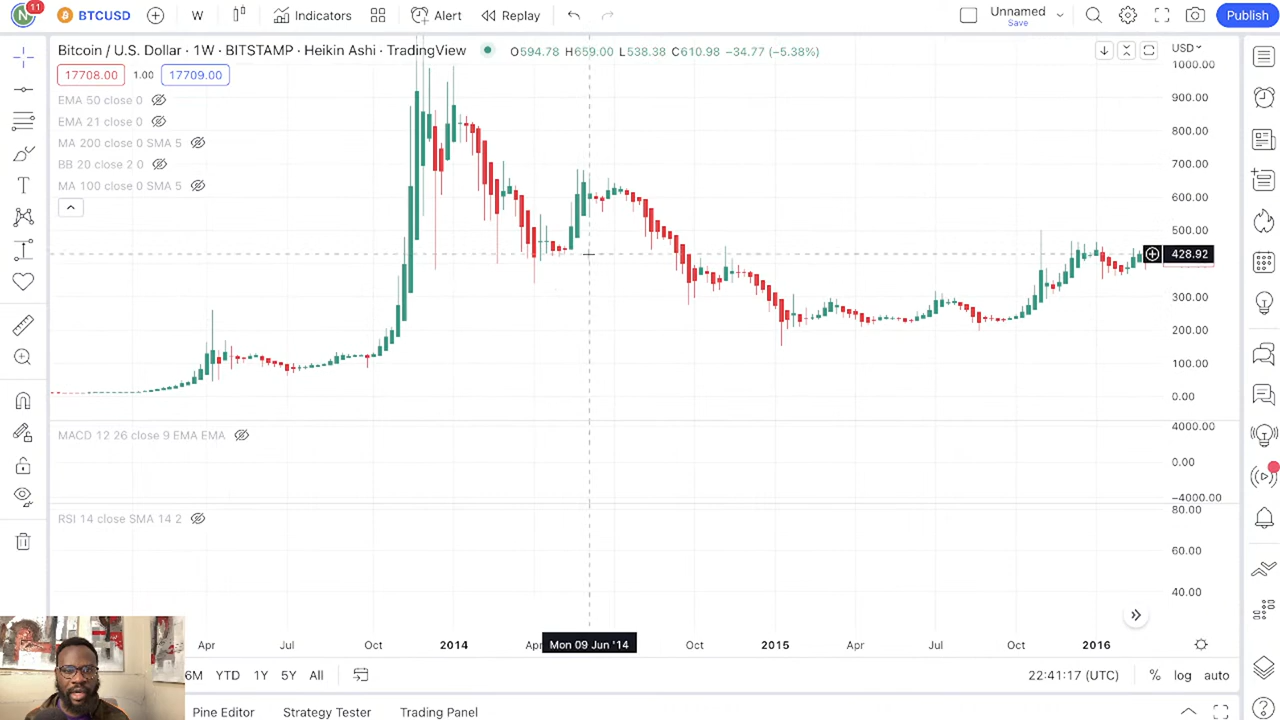 11
BTCUSD W Indicators Alert Replay Unnamed Save Publish
Bitcoin / U.S. Dollar · 1W · BITSTAMP · Heikin Ashi · TradingView O594.78 H659.00 L538.38 C610.98 −34.77 (−5.38%) USD
17708.00 1.00 17709.00
EMA 50 close 0
EMA 21 close 0
MA 200 close 0 SMA 5
BB 20 close 2 0
MA 100 close 0 SMA 5
1000.00
900.00
800.00
700.00
600.00
500.00
428.92
300.00
200.00
100.00
0.00
MACD 12 26 close 9 EMA EMA
4000.00
0.00
−4000.00
RSI 14 close SMA 14 2
80.00
60.00
40.00
Apr Jul Oct 2014 Apr Mon 09 Jun '14 Oct 2015 Apr Jul Oct 2016
6M YTD 1Y 5Y All 22:41:17 (UTC) % log auto
Pine Editor Strategy Tester Trading Panel